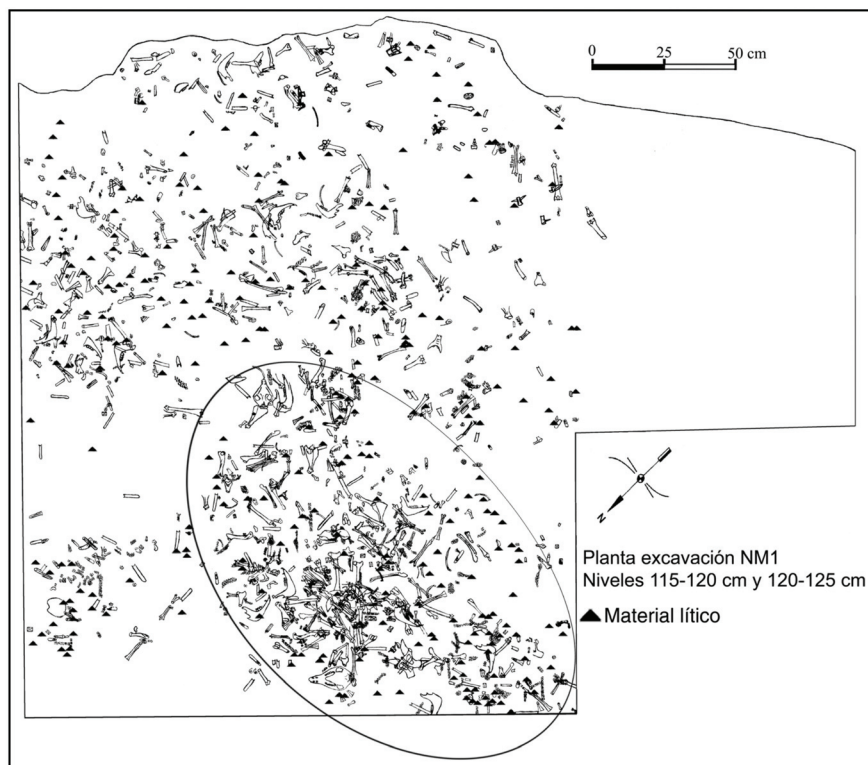 0 25 50 cm
N
Planta excavación NM1
Niveles 115-120 cm y 120-125 cm
Material lítico